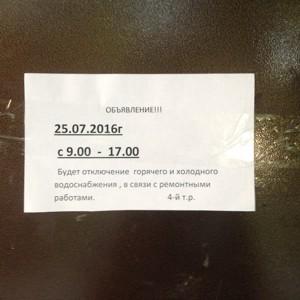 ОБЪЯВЛЕНИЕ!!!
25.07.2016г
с 9.00 - 17.00
Будет отключение горячего и холодного
водоснабжения , в связи с ремонтными
работами. 4-й т.р.